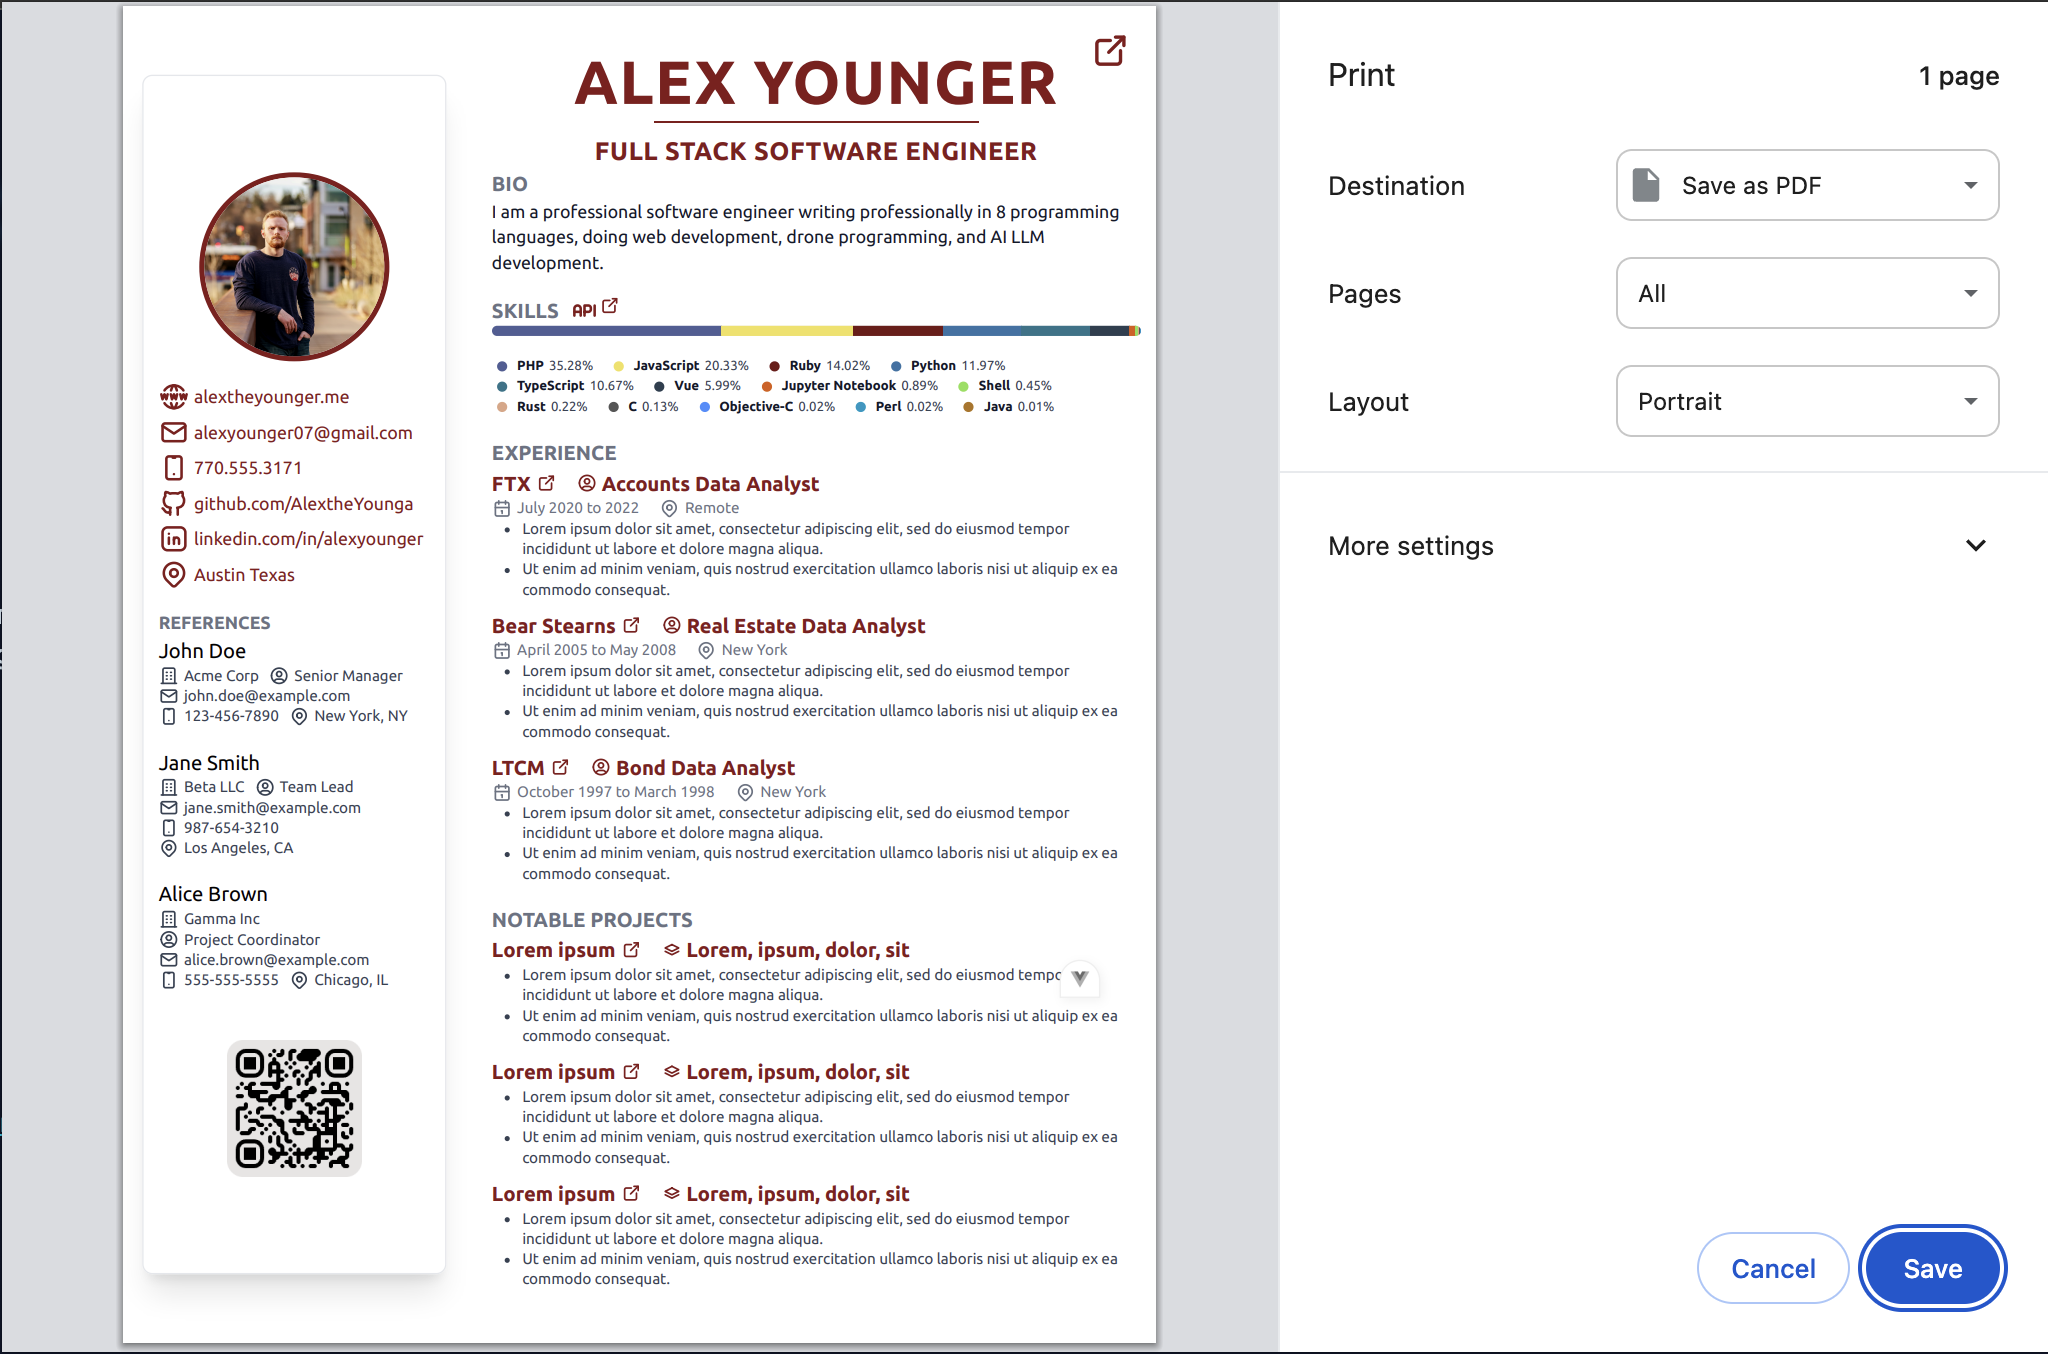 ALEX YOUNGER
FULL STACK SOFTWARE ENGINEER
alextheyounger.me
alexyounger07@gmail.com
770.555.3171
github.com/AlextheYounga
linkedin.com/in/alexyounger
Austin Texas
REFERENCES
John Doe
Acme Corp Senior Manager
john.doe@example.com
123-456-7890 New York, NY
Jane Smith
Beta LLC Team Lead
jane.smith@example.com
987-654-3210
Los Angeles, CA
Alice Brown
Gamma Inc
Project Coordinator
alice.brown@example.com
555-555-5555 Chicago, IL
BIO
I am a professional software engineer writing professionally in 8 programming
languages, doing web development, drone programming, and AI LLM
development.
SKILLS API
PHP 35.28% JavaScript 20.33% Ruby 14.02% Python 11.97%
TypeScript 10.67% Vue 5.99% Jupyter Notebook 0.89% Shell 0.45%
Rust 0.22% C 0.13% Objective-C 0.02% Perl 0.02% Java 0.01%
EXPERIENCE
FTX Accounts Data Analyst
July 2020 to 2022 Remote
• Lorem ipsum dolor sit amet, consectetur adipiscing elit, sed do eiusmod tempor
incididunt ut labore et dolore magna aliqua.
• Ut enim ad minim veniam, quis nostrud exercitation ullamco laboris nisi ut aliquip ex ea
commodo consequat.
Bear Stearns Real Estate Data Analyst
April 2005 to May 2008 New York
• Lorem ipsum dolor sit amet, consectetur adipiscing elit, sed do eiusmod tempor
incididunt ut labore et dolore magna aliqua.
• Ut enim ad minim veniam, quis nostrud exercitation ullamco laboris nisi ut aliquip ex ea
commodo consequat.
LTCM Bond Data Analyst
October 1997 to March 1998 New York
• Lorem ipsum dolor sit amet, consectetur adipiscing elit, sed do eiusmod tempor
incididunt ut labore et dolore magna aliqua.
• Ut enim ad minim veniam, quis nostrud exercitation ullamco laboris nisi ut aliquip ex ea
commodo consequat.
NOTABLE PROJECTS
Lorem ipsum Lorem, ipsum, dolor, sit
• Lorem ipsum dolor sit amet, consectetur adipiscing elit, sed do eiusmod tempo
incididunt ut labore et dolore magna aliqua.
• Ut enim ad minim veniam, quis nostrud exercitation ullamco laboris nisi ut aliquip ex ea
commodo consequat.
Lorem ipsum Lorem, ipsum, dolor, sit
• Lorem ipsum dolor sit amet, consectetur adipiscing elit, sed do eiusmod tempor
incididunt ut labore et dolore magna aliqua.
• Ut enim ad minim veniam, quis nostrud exercitation ullamco laboris nisi ut aliquip ex ea
commodo consequat.
Lorem ipsum Lorem, ipsum, dolor, sit
• Lorem ipsum dolor sit amet, consectetur adipiscing elit, sed do eiusmod tempor
incididunt ut labore et dolore magna aliqua.
• Ut enim ad minim veniam, quis nostrud exercitation ullamco laboris nisi ut aliquip ex ea
commodo consequat.
Print 1 page
Destination Save as PDF
Pages All
Layout Portrait
More settings
Cancel Save